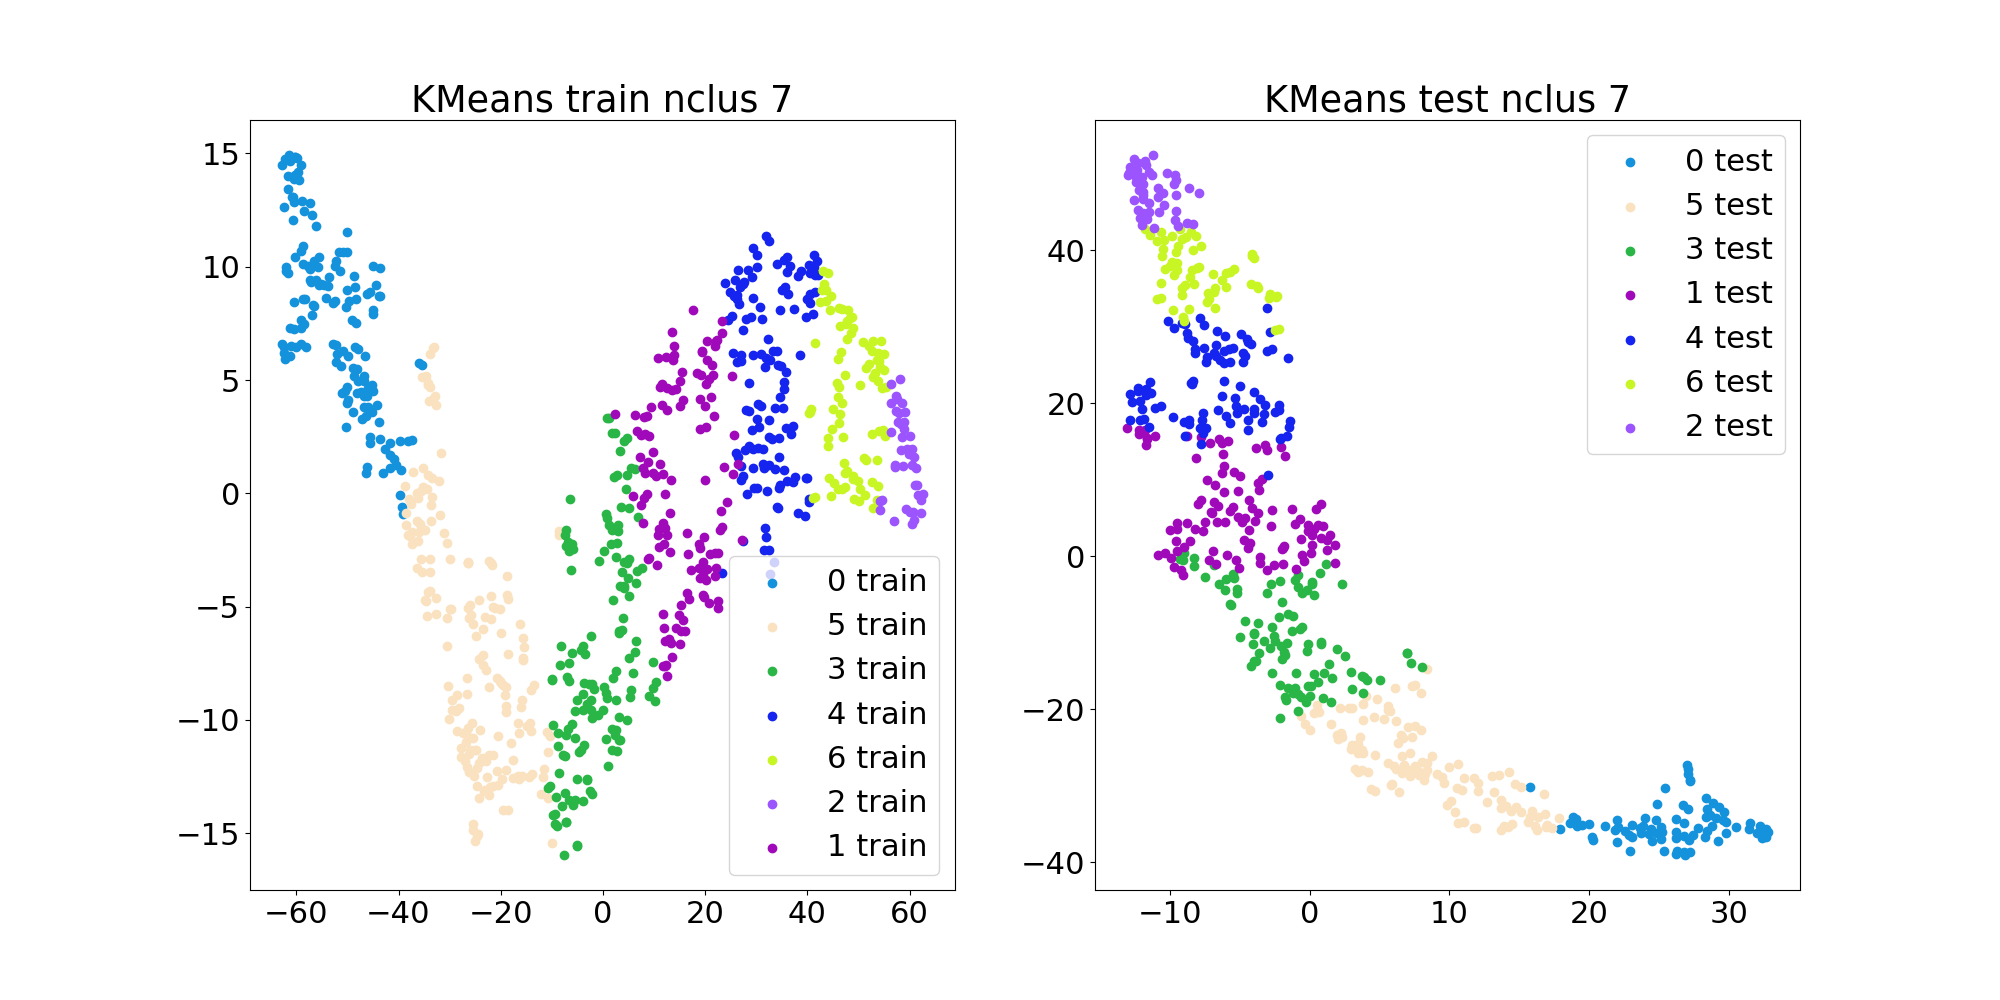 KMeans train nclus 7
15
10
5
0
−5
−10
−15
−60
−40
−20
0
20
40
60
0 train
5 train
3 train
4 train
6 train
2 train
1 train
KMeans test nclus 7
40
20
0
−20
−40
−10
0
10
20
30
0 test
5 test
3 test
1 test
4 test
6 test
2 test